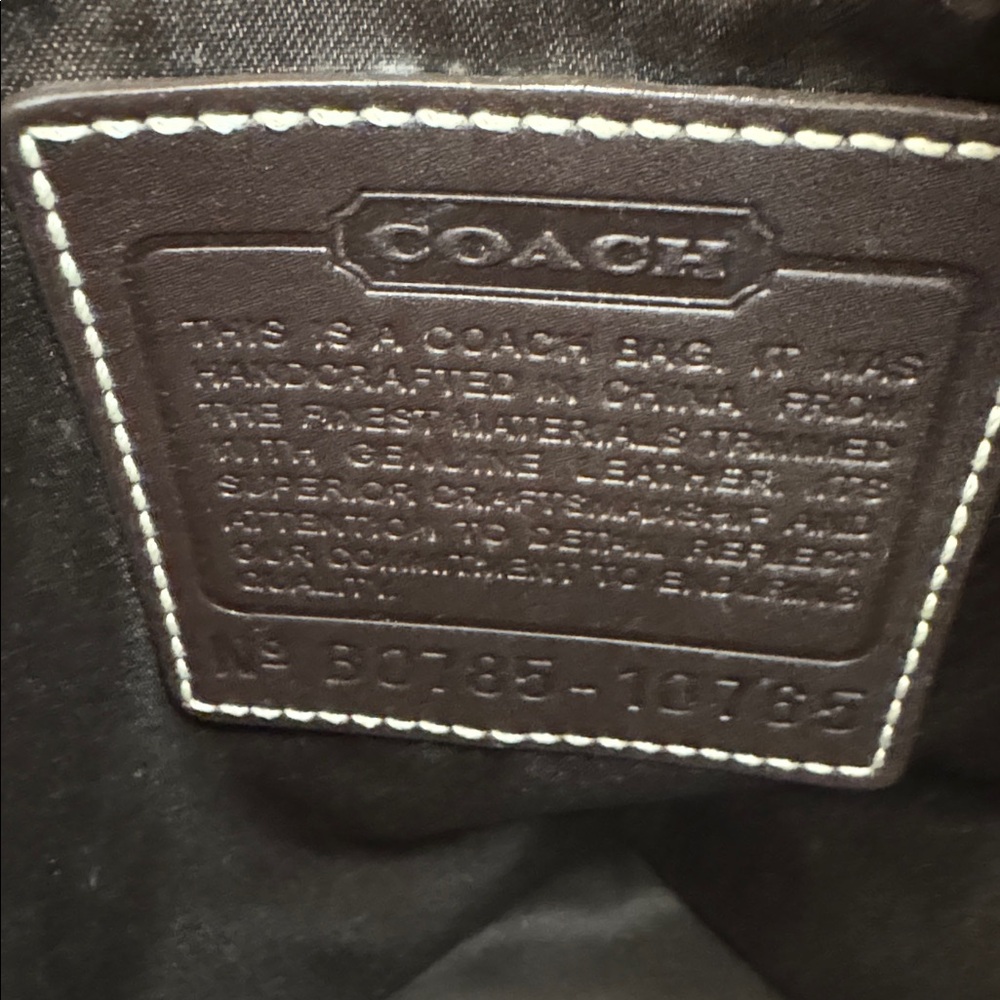 COACH
THIS IS A COACH BAG. IT WAS
HANDCRAFTED IN CHINA FROM
THE FINEST MATERIALS TRIMMED
WITH GENUINE LEATHER. ITS
SUPERIOR CRAFTSMANSHIP AND
ATTENTION TO DETAIL REFLECT
OUR COMMITMENT TO ENDURING
QUALITY.
Nº B0785-10765